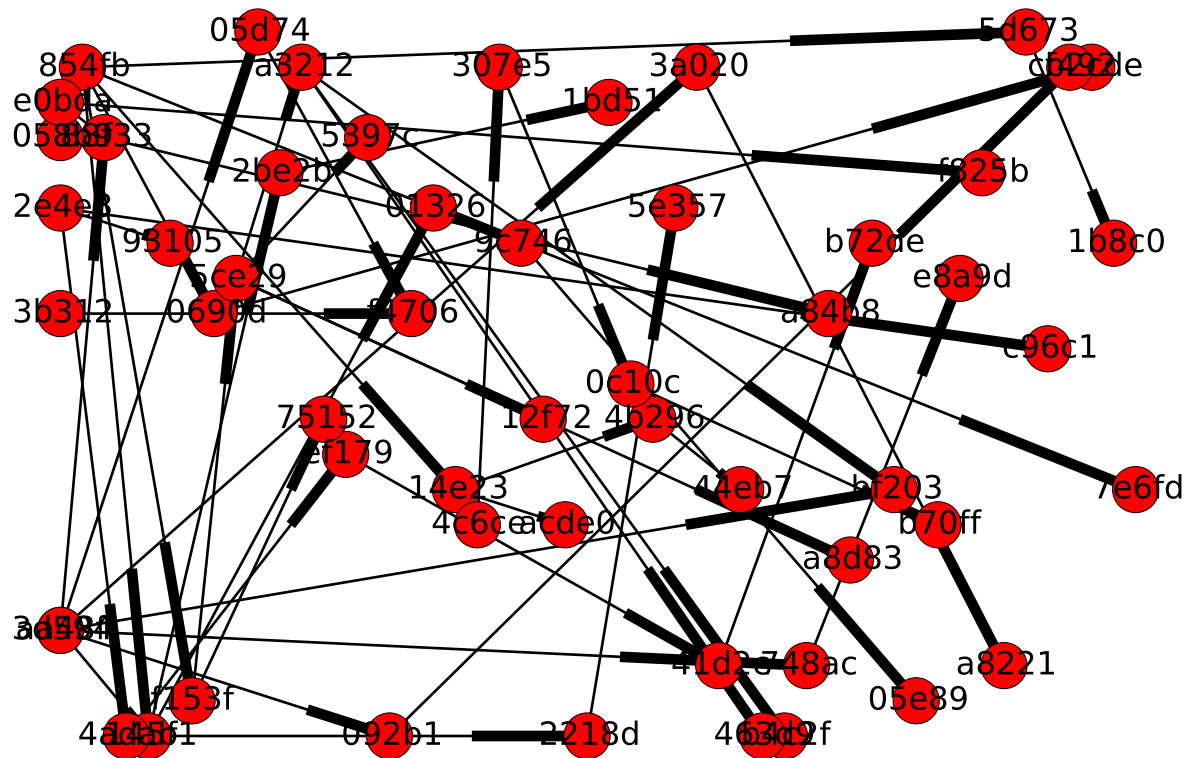 05d74
5d673
854fb
a3212
307e5
3a020
e0bda
1bd51
5397c
2be2b
f825b
2e4e8
01326
5e357
93105
9c746
b72de
1b8c0
5ce29
e8a9d
3b312
0690d
f4706
a84b8
c96c1
0c10c
75152
12f72
4b296
ef179
14e23
44eb7
bf203
7e6fd
4c6ce
acde0
b70ff
a8d83
41d2c
748ac
a8221
f153f
05e89
092b1
2218d